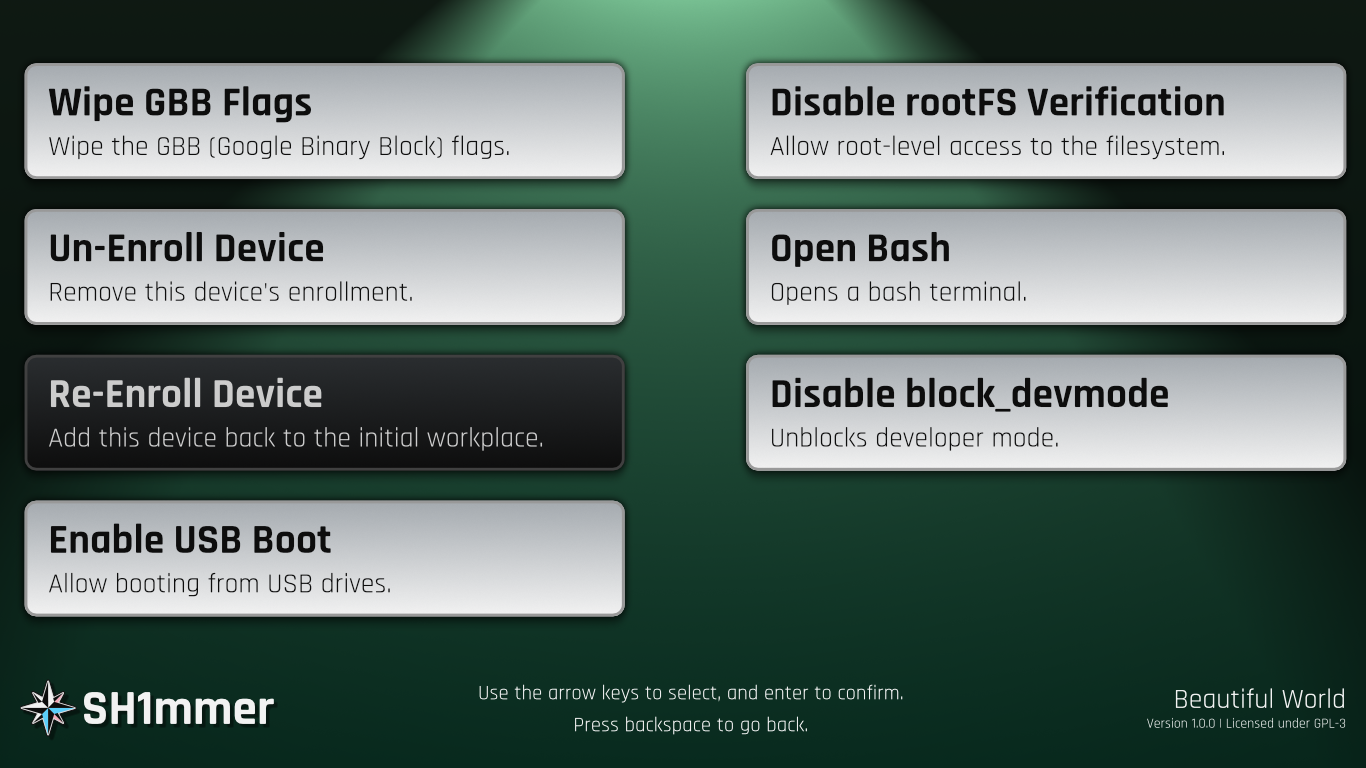 Wipe GBB Flags
Wipe the GBB (Google Binary Block) flags.
Un-Enroll Device
Remove this device's enrollment.
Re-Enroll Device
Add this device back to the initial workplace.
Enable USB Boot
Allow booting from USB drives.
Disable rootFS Verification
Allow root-level access to the filesystem.
Open Bash
Opens a bash terminal.
Disable block_devmode
Unblocks developer mode.
SH1mmer
Use the arrow keys to select, and enter to confirm.
Press backspace to go back.
Beautiful World
Version 1.0.0 | Licensed under GPL-3